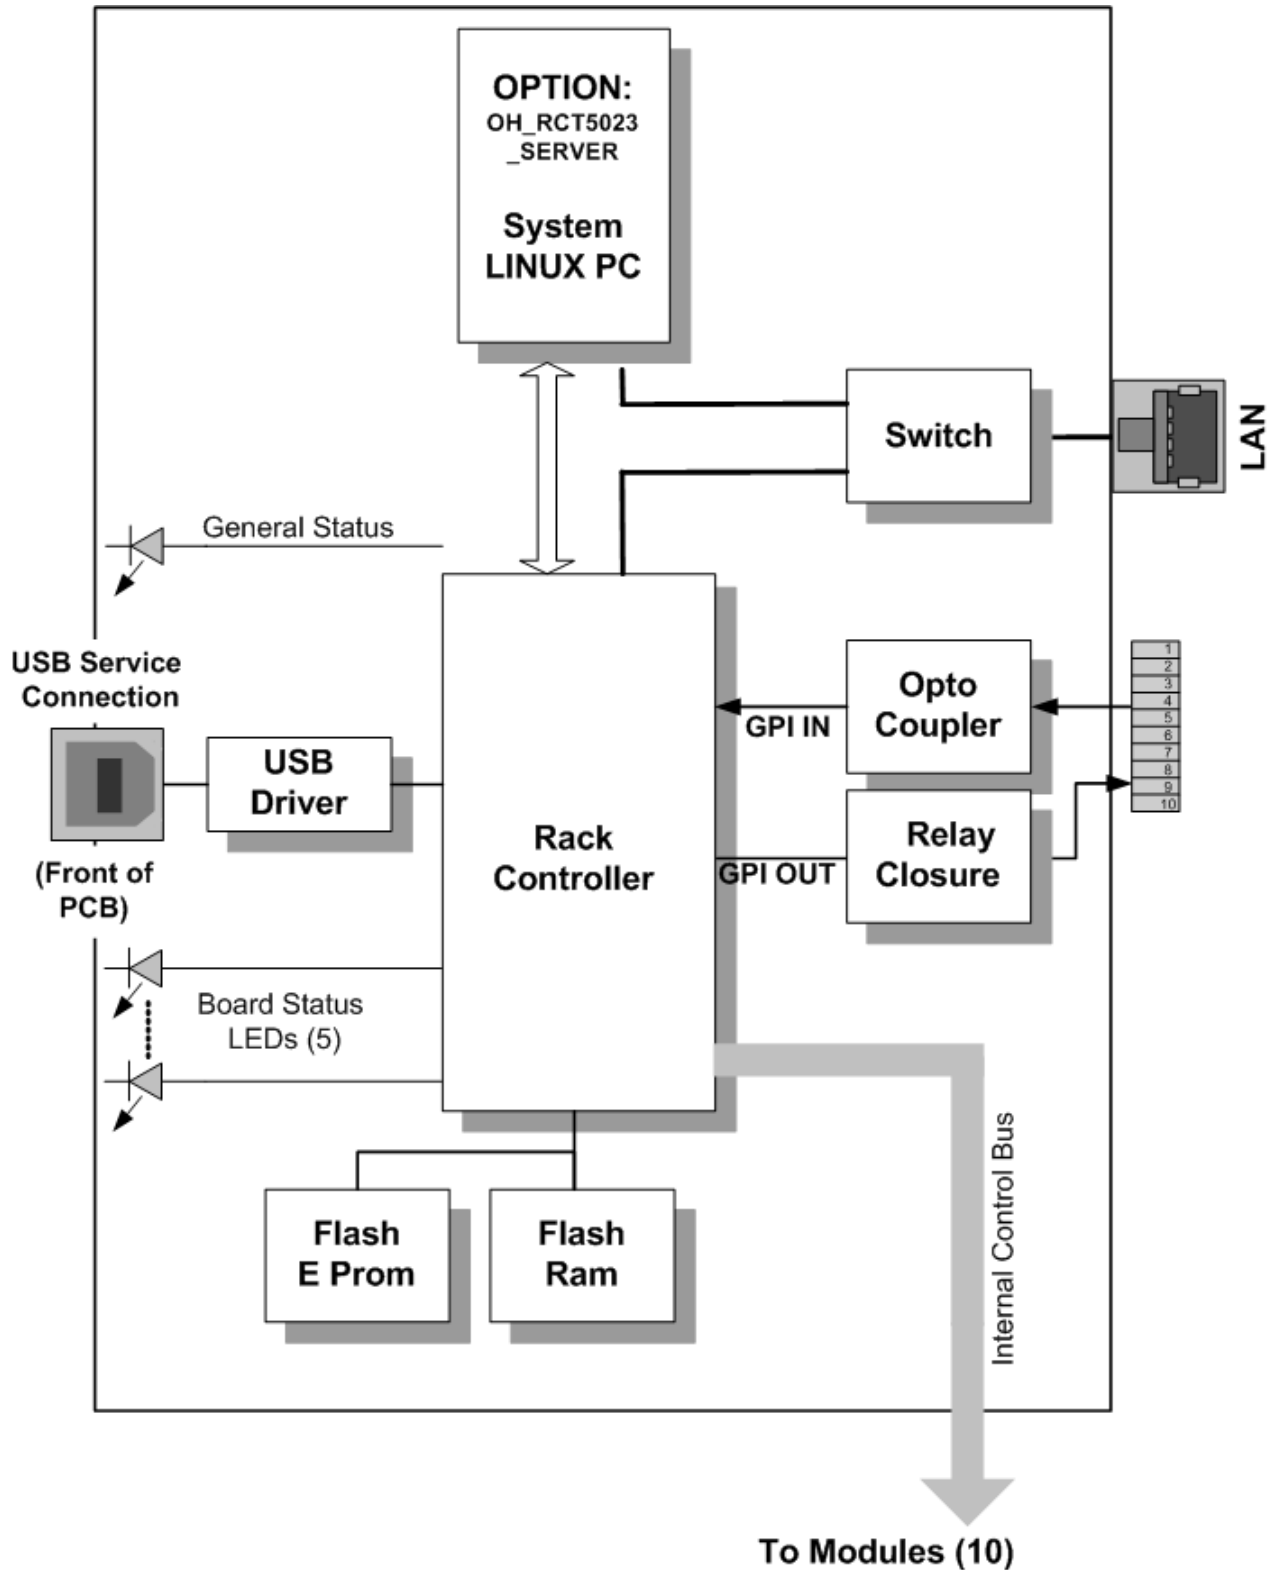 OPTION:
OH_RCT5023
_SERVER
System
LINUX PC
Switch
LAN
General Status
USB Service
Connection
(Front of
PCB)
USB
Driver
Rack
Controller
Opto
Coupler
GPI IN
Relay
Closure
GPI OUT
1
2
3
4
5
6
7
8
9
10
Board Status
LEDs (5)
Flash
E Prom
Flash
Ram
Internal Control Bus
To Modules (10)